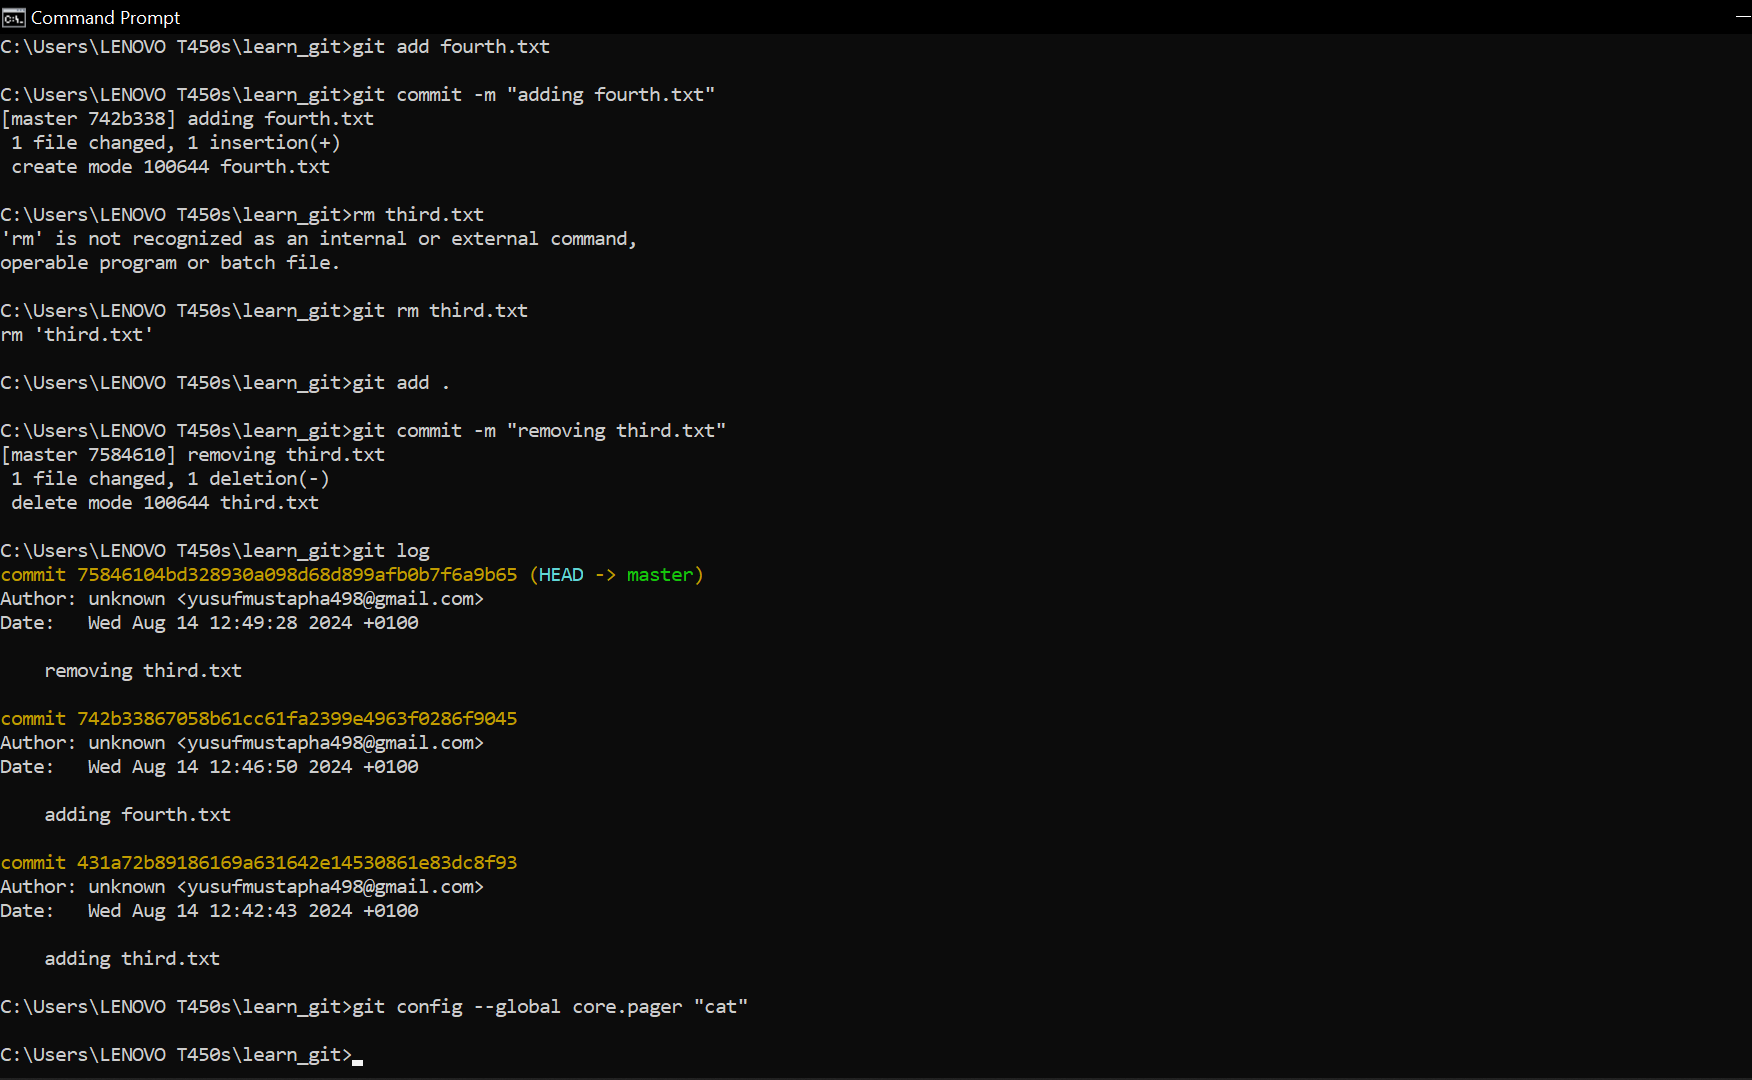 Command Prompt
C:\Users\LENOVO T450s\learn_git>git add fourth.txt
C:\Users\LENOVO T450s\learn_git>git commit -m "adding fourth.txt"
[master 742b338] adding fourth.txt
 1 file changed, 1 insertion(+)
 create mode 100644 fourth.txt
C:\Users\LENOVO T450s\learn_git>rm third.txt
'rm' is not recognized as an internal or external command,
operable program or batch file.
C:\Users\LENOVO T450s\learn_git>git rm third.txt
rm 'third.txt'
C:\Users\LENOVO T450s\learn_git>git add .
C:\Users\LENOVO T450s\learn_git>git commit -m "removing third.txt"
[master 7584610] removing third.txt
 1 file changed, 1 deletion(-)
 delete mode 100644 third.txt
C:\Users\LENOVO T450s\learn_git>git log
commit 75846104bd328930a098d68d899afb0b7f6a9b65 (HEAD -> master)
Author: unknown <yusufmustapha498@gmail.com>
Date:   Wed Aug 14 12:49:28 2024 +0100
    removing third.txt
commit 742b33867058b61cc61fa2399e4963f0286f9045
Author: unknown <yusufmustapha498@gmail.com>
Date:   Wed Aug 14 12:46:50 2024 +0100
    adding fourth.txt
commit 431a72b89186169a631642e14530861e83dc8f93
Author: unknown <yusufmustapha498@gmail.com>
Date:   Wed Aug 14 12:42:43 2024 +0100
    adding third.txt
C:\Users\LENOVO T450s\learn_git>git config --global core.pager "cat"
C:\Users\LENOVO T450s\learn_git>